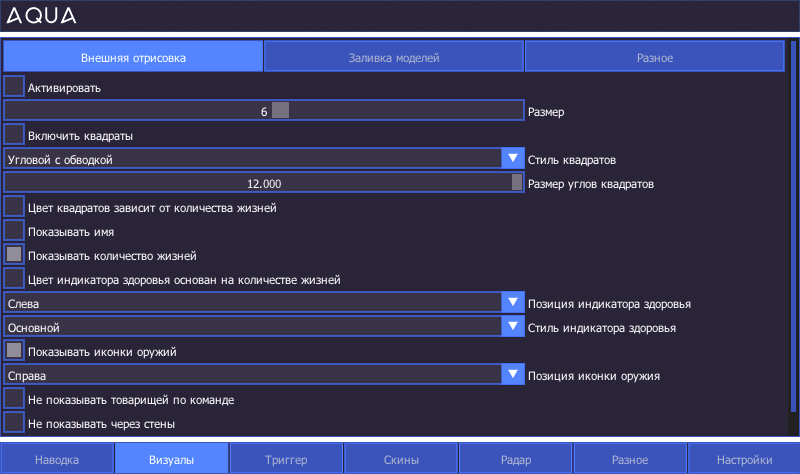 AQUA
Внешняя отрисовка
Заливка моделей
Разное
Активировать
6 Размер
Включить квадраты
Угловой с обводкой Стиль квадратов
12.000 Размер углов квадратов
Цвет квадратов зависит от количества жизней
Показывать имя
Показывать количество жизней
Цвет индикатора здоровья основан на количестве жизней
Слева Позиция индикатора здоровья
Основной Стиль индикатора здоровья
Показывать иконки оружий
Справа Позиция иконки оружия
Не показывать товарищей по команде
Не показывать через стены
Наводка
Визуалы
Триггер
Скины
Радар
Разное
Настройки